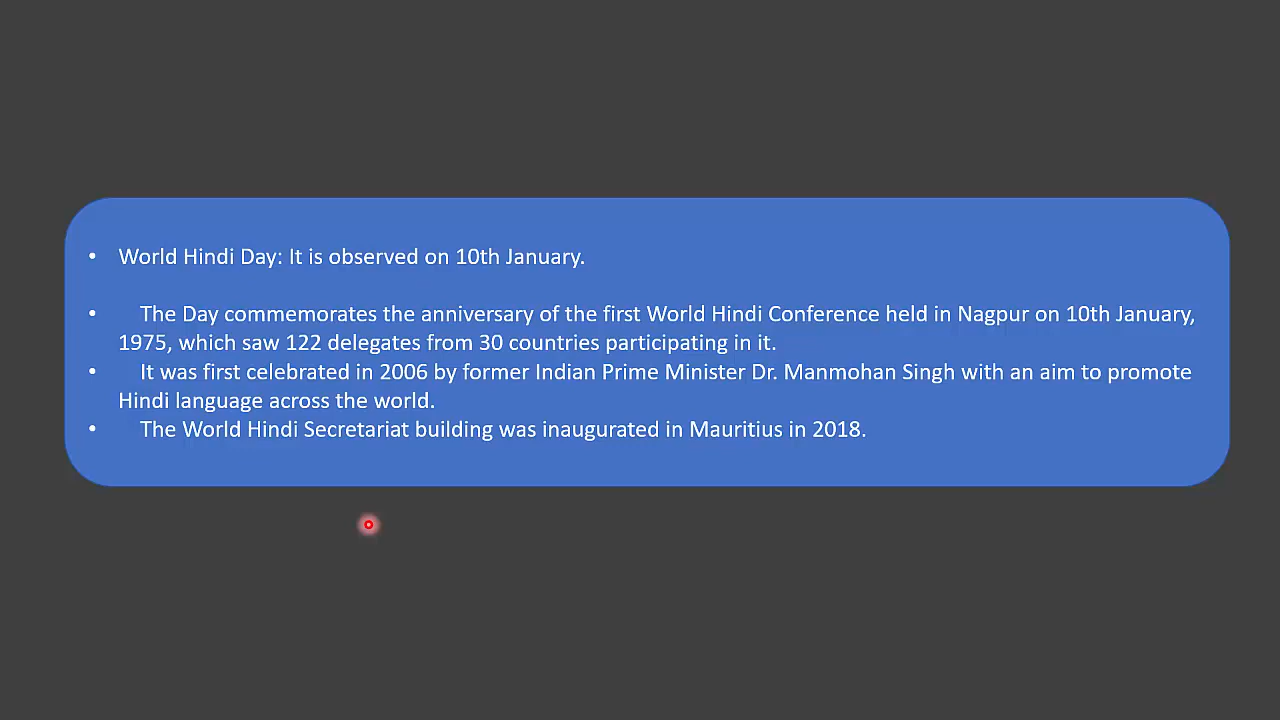 • World Hindi Day: It is observed on 10th January.
• The Day commemorates the anniversary of the first World Hindi Conference held in Nagpur on 10th January,
1975, which saw 122 delegates from 30 countries participating in it.
• It was first celebrated in 2006 by former Indian Prime Minister Dr. Manmohan Singh with an aim to promote
Hindi language across the world.
• The World Hindi Secretariat building was inaugurated in Mauritius in 2018.